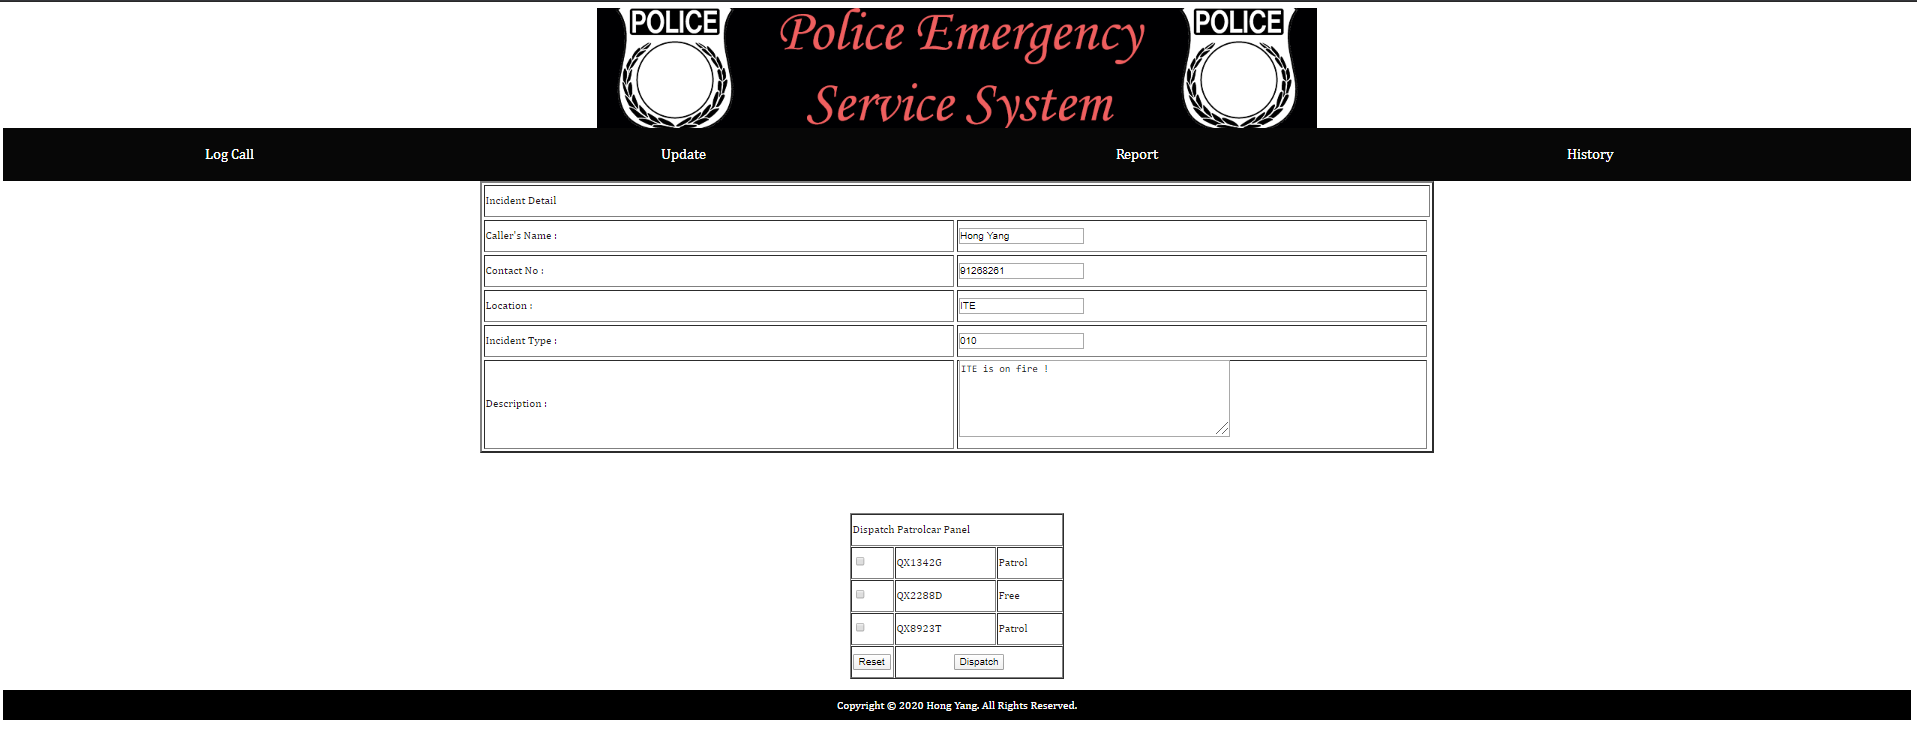 POLICE Police Emergency POLICE
Service System
Log Call Update Report History
Incident Detail
Caller's Name : Hong Yang
Contact No : 91268261
Location : ITE
Incident Type : 010
Description : ITE is on fire !
Dispatch Patrolcar Panel
QX1342G Patrol
QX2288D Free
QX8923T Patrol
Reset Dispatch
Copyright © 2020 Hong Yang. All Rights Reserved.